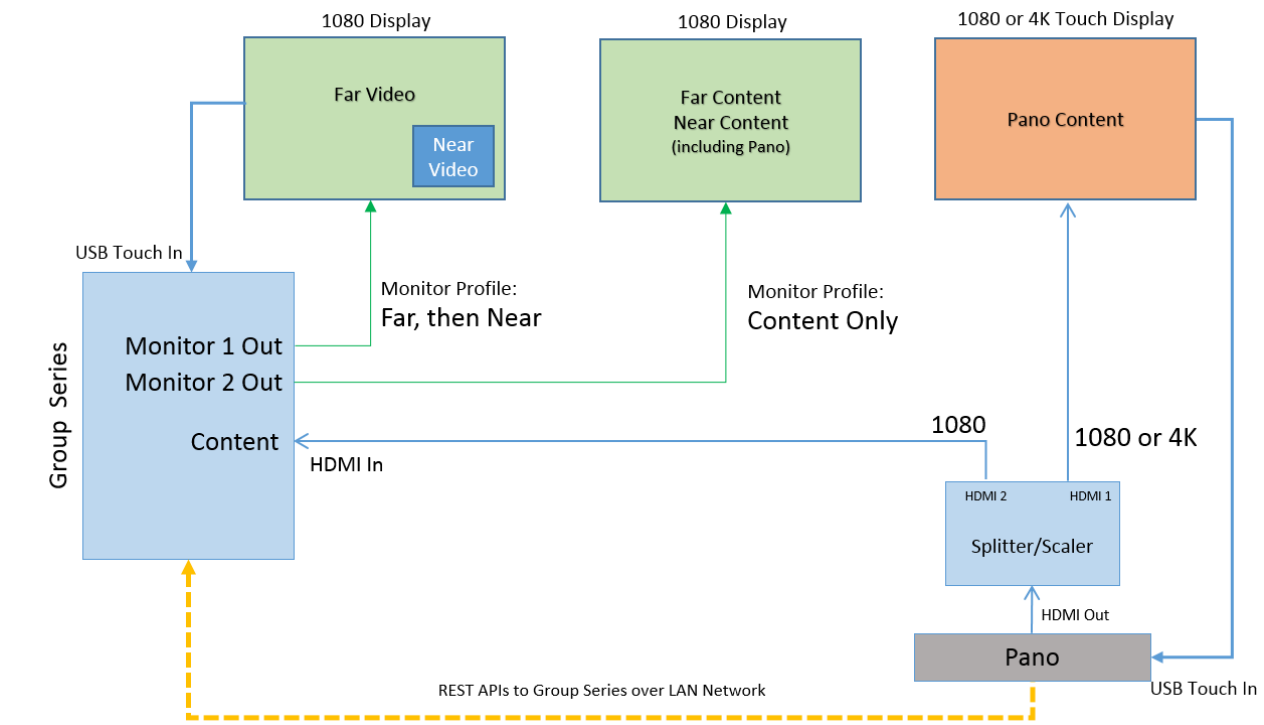 1080 Display
1080 Display
1080 or 4K Touch Display
Far Video
Near
Video
Far Content
Near Content
(including Pano)
Pano Content
USB Touch In
Monitor Profile:
Far, then Near
Monitor Profile:
Content Only
Group Series
Monitor 1 Out
Monitor 2 Out
Content
HDMI In
1080
1080 or 4K
HDMI 2
HDMI 1
Splitter/Scaler
HDMI Out
Pano
USB Touch In
REST APIs to Group Series over LAN Network